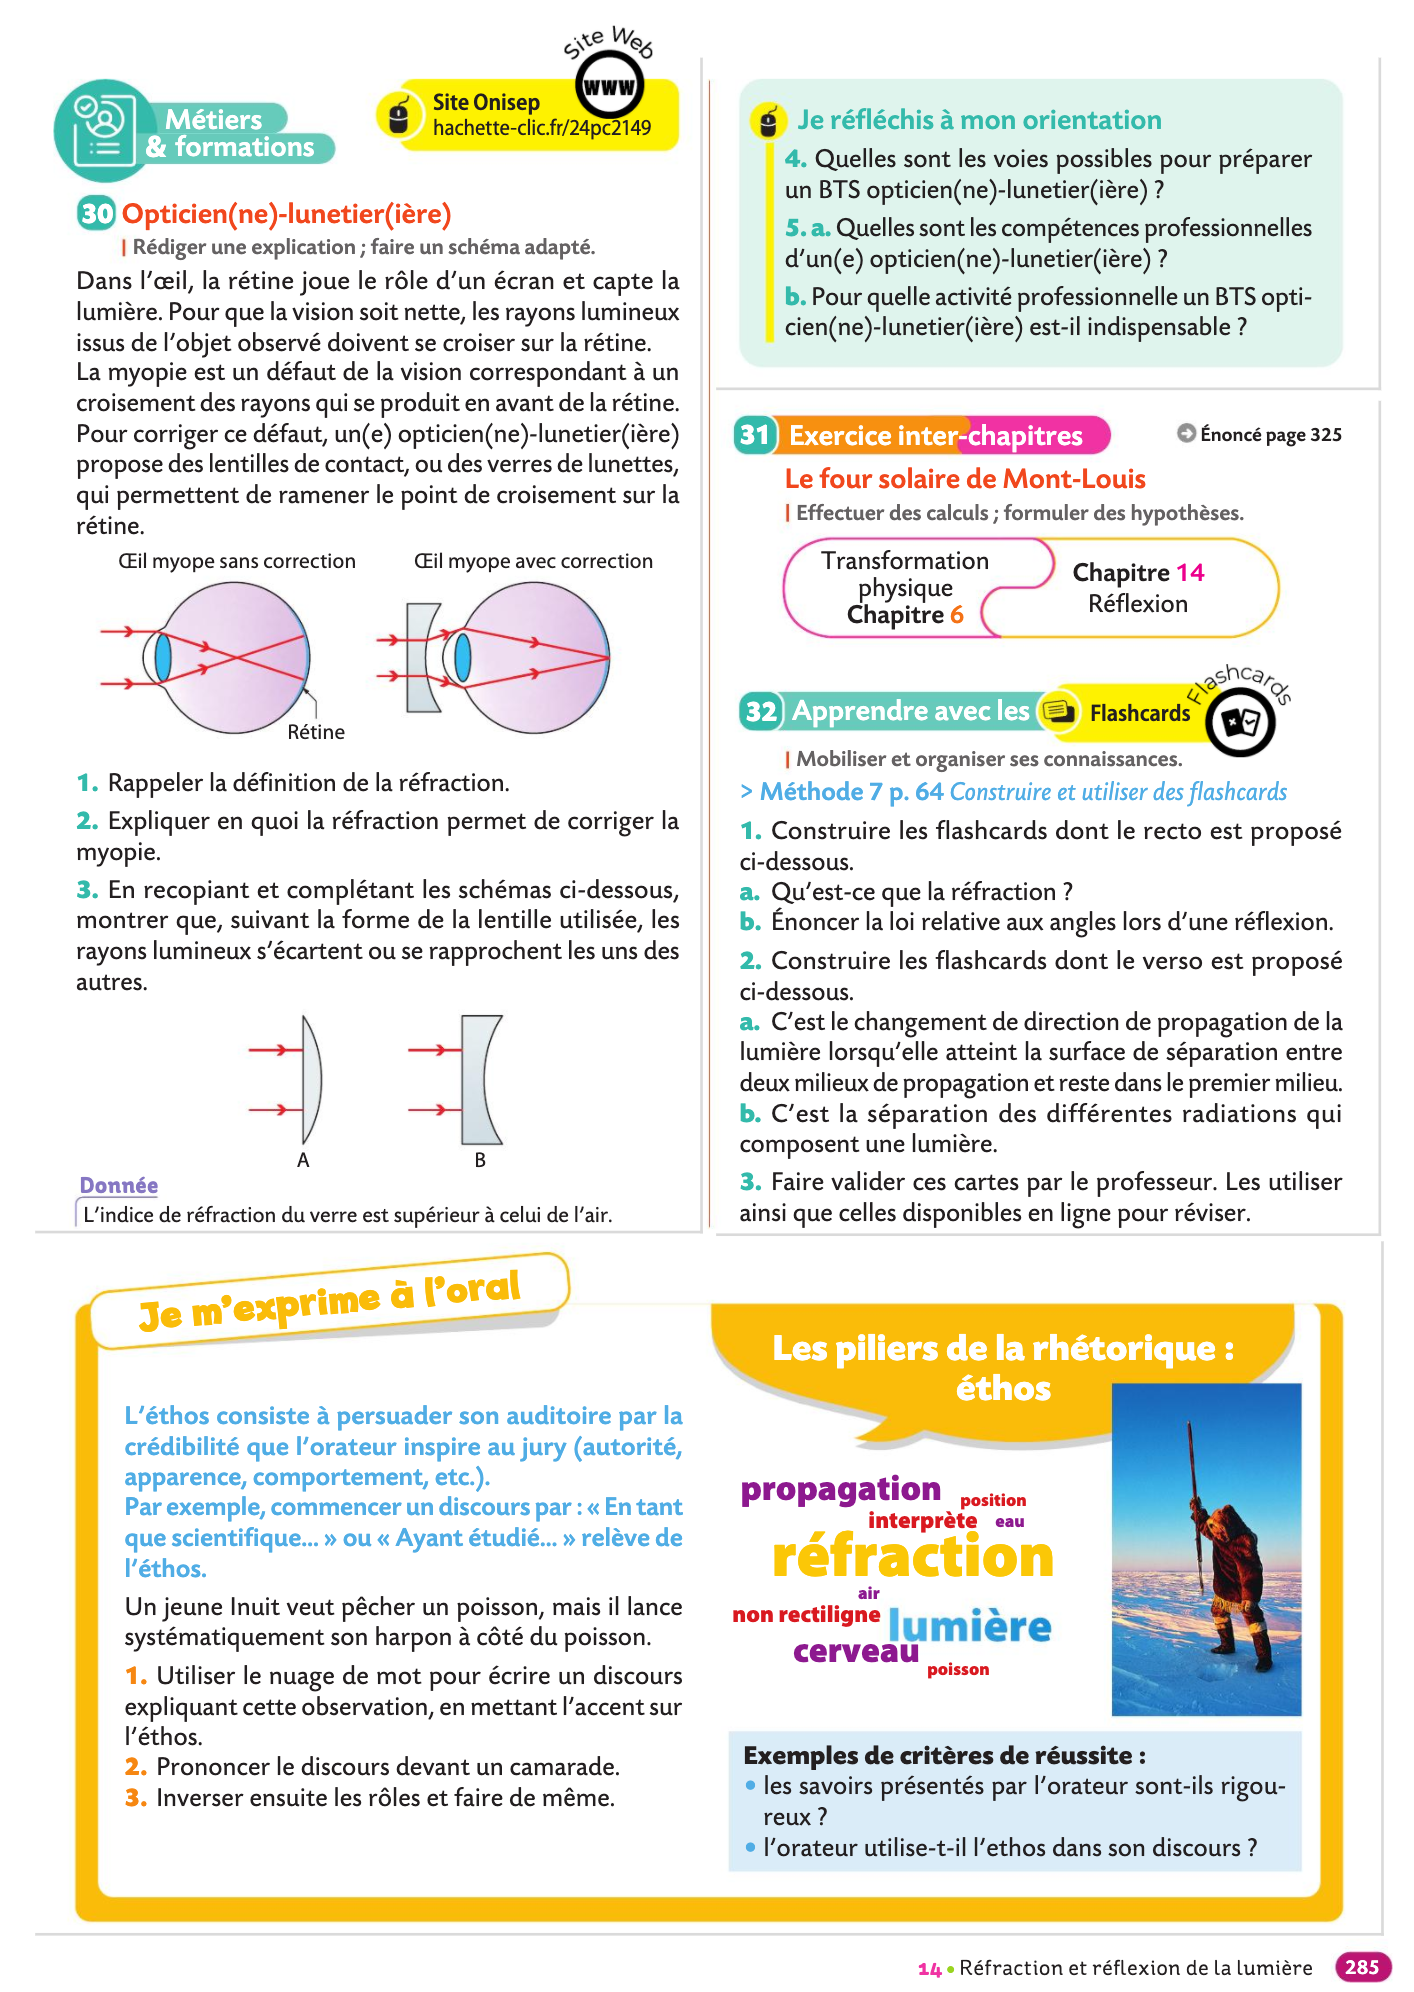 Métiers
& formations
Site Web
www
Site Onisep
hachette-clic.fr/24pc2149
30 Opticien(ne)-lunetier(ière)
| Rédiger une explication ; faire un schéma adapté.
Dans l’œil, la rétine joue le rôle d’un écran et capte la
lumière. Pour que la vision soit nette, les rayons lumineux
issus de l’objet observé doivent se croiser sur la rétine.
La myopie est un défaut de la vision correspondant à un
croisement des rayons qui se produit en avant de la rétine.
Pour corriger ce défaut, un(e) opticien(ne)-lunetier(ière)
propose des lentilles de contact, ou des verres de lunettes,
qui permettent de ramener le point de croisement sur la
rétine.
Œil myope sans correction
Œil myope avec correction
Rétine
1. Rappeler la définition de la réfraction.
2. Expliquer en quoi la réfraction permet de corriger la
myopie.
3. En recopiant et complétant les schémas ci-dessous,
montrer que, suivant la forme de la lentille utilisée, les
rayons lumineux s’écartent ou se rapprochent les uns des
autres.
A
B
Donnée
L’indice de réfraction du verre est supérieur à celui de l’air.
Je réfléchis à mon orientation
4. Quelles sont les voies possibles pour préparer
un BTS opticien(ne)-lunetier(ière) ?
5. a. Quelles sont les compétences professionnelles
d’un(e) opticien(ne)-lunetier(ière) ?
b. Pour quelle activité professionnelle un BTS opti-
cien(ne)-lunetier(ière) est-il indispensable ?
31 Exercice inter-chapitres
Énoncé page 325
Le four solaire de Mont-Louis
| Effectuer des calculs ; formuler des hypothèses.
Transformation
physique
Chapitre 6
Chapitre 14
Réflexion
32 Apprendre avec les
Flashcards
Flashcards
| Mobiliser et organiser ses connaissances.
> Méthode 7 p. 64 Construire et utiliser des flashcards
1. Construire les flashcards dont le recto est proposé
ci-dessous.
a. Qu’est-ce que la réfraction ?
b. Énoncer la loi relative aux angles lors d’une réflexion.
2. Construire les flashcards dont le verso est proposé
ci-dessous.
a. C’est le changement de direction de propagation de la
lumière lorsqu’elle atteint la surface de séparation entre
deux milieux de propagation et reste dans le premier milieu.
b. C’est la séparation des différentes radiations qui
composent une lumière.
3. Faire valider ces cartes par le professeur. Les utiliser
ainsi que celles disponibles en ligne pour réviser.
Je m’exprime à l’oral
L’éthos consiste à persuader son auditoire par la
crédibilité que l’orateur inspire au jury (autorité,
apparence, comportement, etc.).
Par exemple, commencer un discours par : « En tant
que scientifique... » ou « Ayant étudié... » relève de
l’éthos.
Un jeune Inuit veut pêcher un poisson, mais il lance
systématiquement son harpon à côté du poisson.
1. Utiliser le nuage de mot pour écrire un discours
expliquant cette observation, en mettant l’accent sur
l’éthos.
2. Prononcer le discours devant un camarade.
3. Inverser ensuite les rôles et faire de même.
Les piliers de la rhétorique :
éthos
propagation
position
interprète
eau
réfraction
air
non rectiligne
lumière
cerveau
poisson
Exemples de critères de réussite :
• les savoirs présentés par l’orateur sont-ils rigou-
reux ?
• l’orateur utilise-t-il l’ethos dans son discours ?
14 • Réfraction et réflexion de la lumière 285